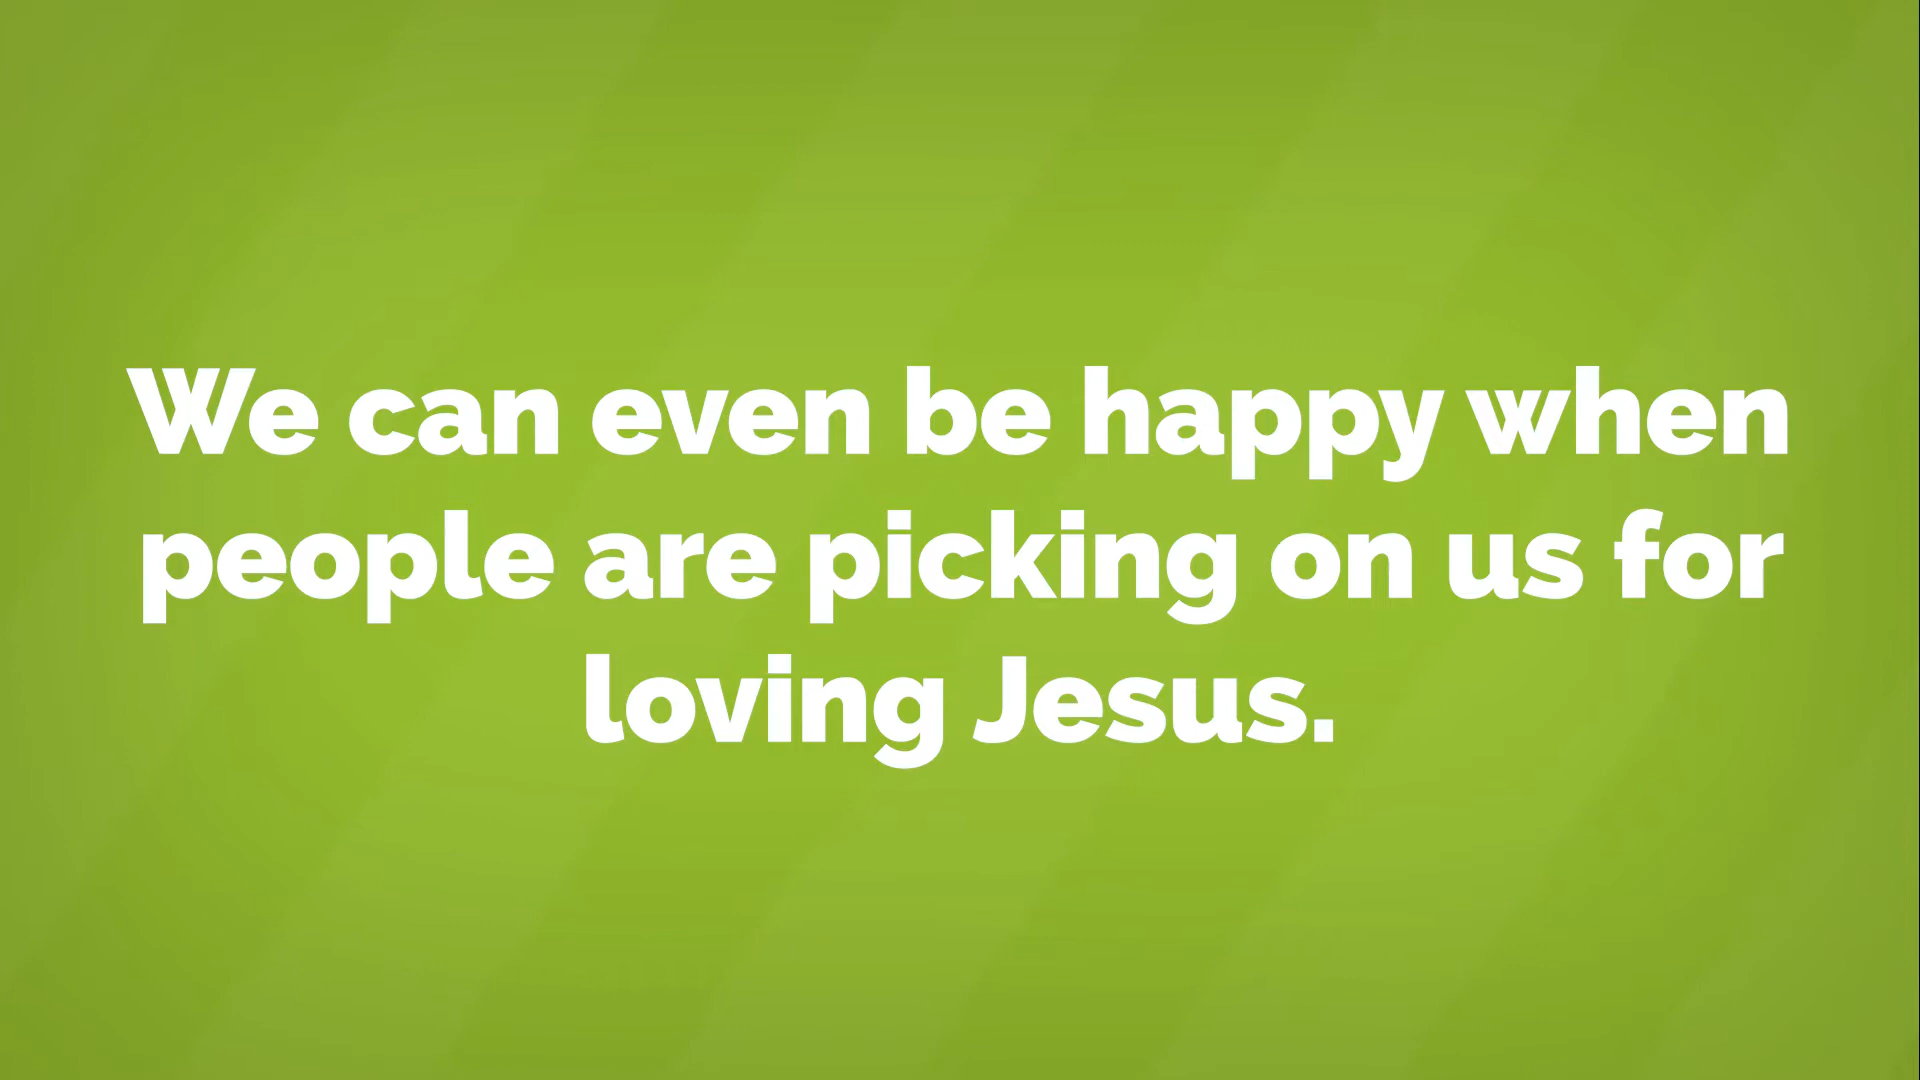 We can even be happy when
people are picking on us for
loving Jesus.